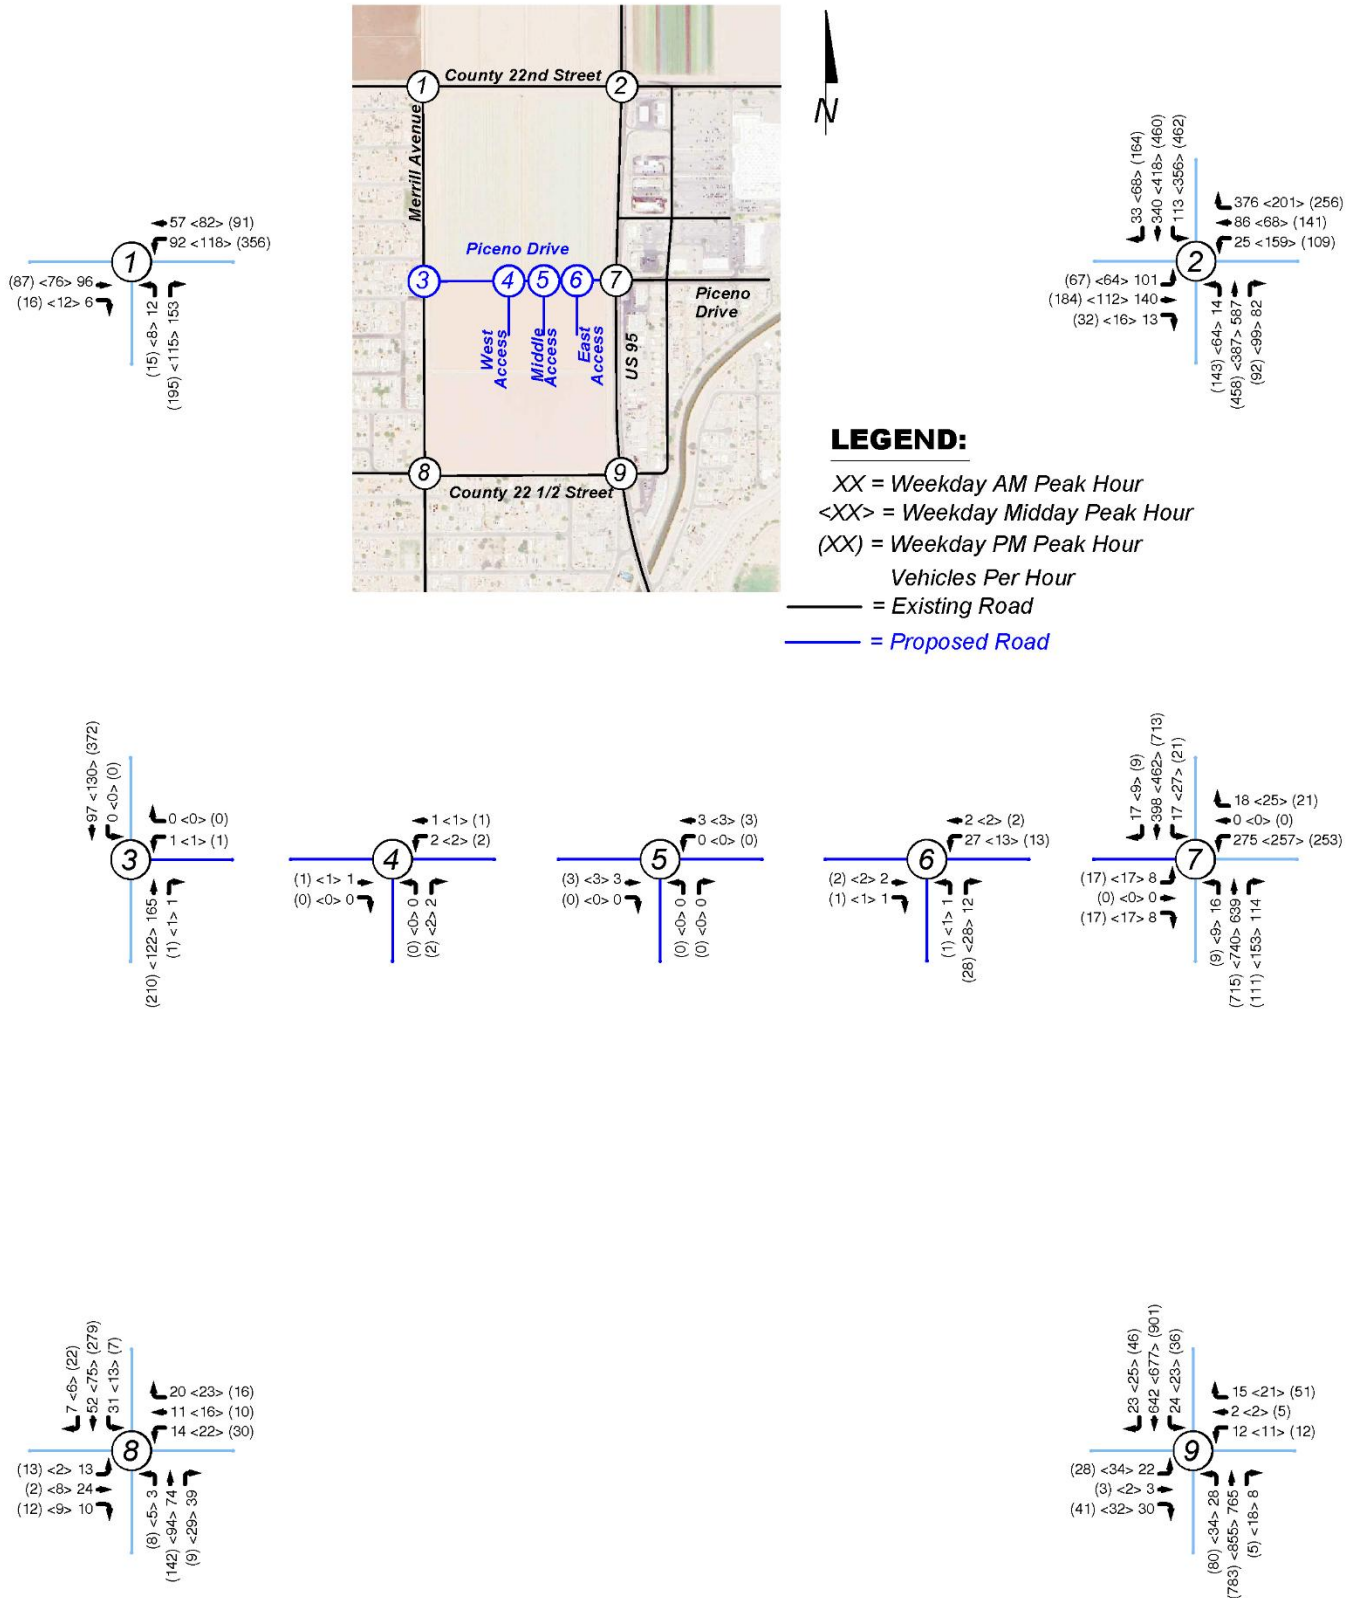 1
County 22nd Street
2
N
Merrill Avenue
Piceno Drive
3
4
5
6
7
Piceno
Drive
West
Access
Middle
Access
East
Access
US 95
8
9
County 22 1/2 Street
LEGEND:
XX = Weekday AM Peak Hour
<XX> = Weekday Midday Peak Hour
(XX) = Weekday PM Peak Hour
Vehicles Per Hour
= Existing Road
= Proposed Road
1
57 <82> (91)
92 <118> (356)
(87) <76> 96
(16) <12> 6
(15) <8> 12
(195) <115> 153
2
33 <68> (164)
340 <418> (460)
113 <356> (462)
376 <201> (256)
86 <68> (141)
25 <159> (109)
(67) <64> 101
(184) <112> 140
(32) <16> 13
(143) <64> 14
(458) <387> 587
(92) <99> 82
3
97 <130> (372)
0 <0> (0)
0 <0> (0)
1 <1> (1)
(210) <122> 165
(1) <1> 1
4
1 <1> (1)
2 <2> (2)
(1) <1> 1
(0) <0> 0
(0) <0> 0
(2) <2> 2
5
3 <3> (3)
0 <0> (0)
(3) <3> 3
(0) <0> 0
(0) <0> 0
(0) <0> 0
6
2 <2> (2)
27 <13> (13)
(2) <2> 2
(1) <1> 1
(1) <1> 1
(28) <28> 12
7
17 <9> (9)
398 <462> (713)
17 <27> (21)
18 <25> (21)
0 <0> (0)
275 <257> (253)
(17) <17> 8
(0) <0> 0
(17) <17> 8
(9) <9> 16
(715) <740> 639
(111) <153> 114
8
7 <6> (22)
52 <75> (279)
31 <13> (7)
20 <23> (16)
11 <16> (10)
14 <22> (30)
(13) <2> 13
(2) <8> 24
(12) <9> 10
(8) <5> 3
(142) <94> 74
(9) <29> 39
9
23 <25> (46)
642 <677> (901)
24 <23> (36)
15 <21> (51)
2 <2> (5)
12 <11> (12)
(28) <34> 22
(3) <2> 3
(41) <32> 30
(80) <34> 28
(783) <855> 765
(5) <18> 8